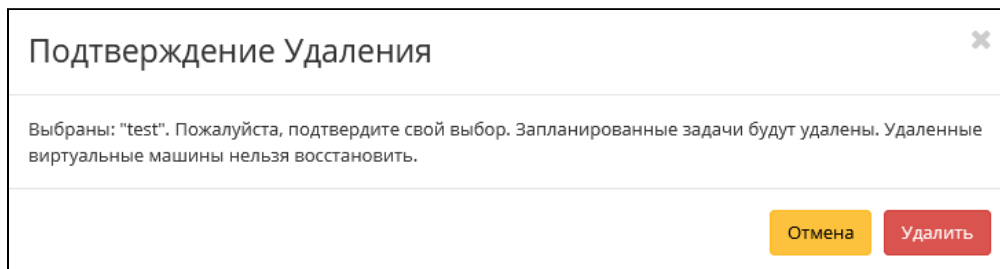 Подтверждение Удаления
Выбраны: "test". Пожалуйста, подтвердите свой выбор. Запланированные задачи будут удалены. Удаленные
виртуальные машины нельзя восстановить.
Отмена Удалить